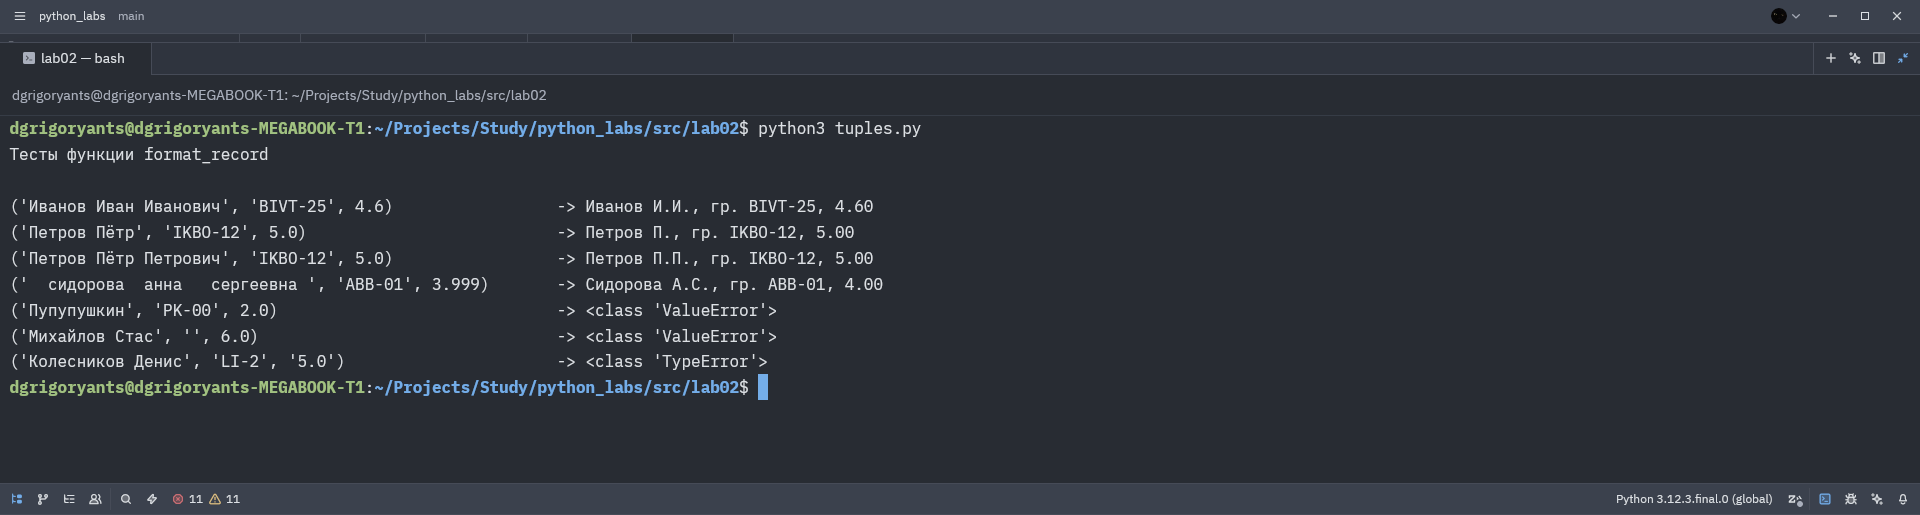 python_labs main
lab02 — bash
dgrigoryants@dgrigoryants-MEGABOOK-T1: ~/Projects/Study/python_labs/src/lab02
dgrigoryants@dgrigoryants-MEGABOOK-T1:~/Projects/Study/python_labs/src/lab02$ python3 tuples.py
Тесты функции format_record
('Иванов Иван Иванович', 'BIVT-25', 4.6) -> Иванов И.И., гр. BIVT-25, 4.60
('Петров Пётр', 'IKBO-12', 5.0) -> Петров П., гр. IKBO-12, 5.00
('Петров Пётр Петрович', 'IKBO-12', 5.0) -> Петров П.П., гр. IKBO-12, 5.00
('  сидорова  анна   сергеевна ', 'ABB-01', 3.999) -> Сидорова А.С., гр. ABB-01, 4.00
('Пупупушкин', 'PK-00', 2.0) -> <class 'ValueError'>
('Михайлов Стас', '', 6.0) -> <class 'ValueError'>
('Колесников Денис', 'LI-2', '5.0') -> <class 'TypeError'>
dgrigoryants@dgrigoryants-MEGABOOK-T1:~/Projects/Study/python_labs/src/lab02$
11 11 Python 3.12.3.final.0 (global)